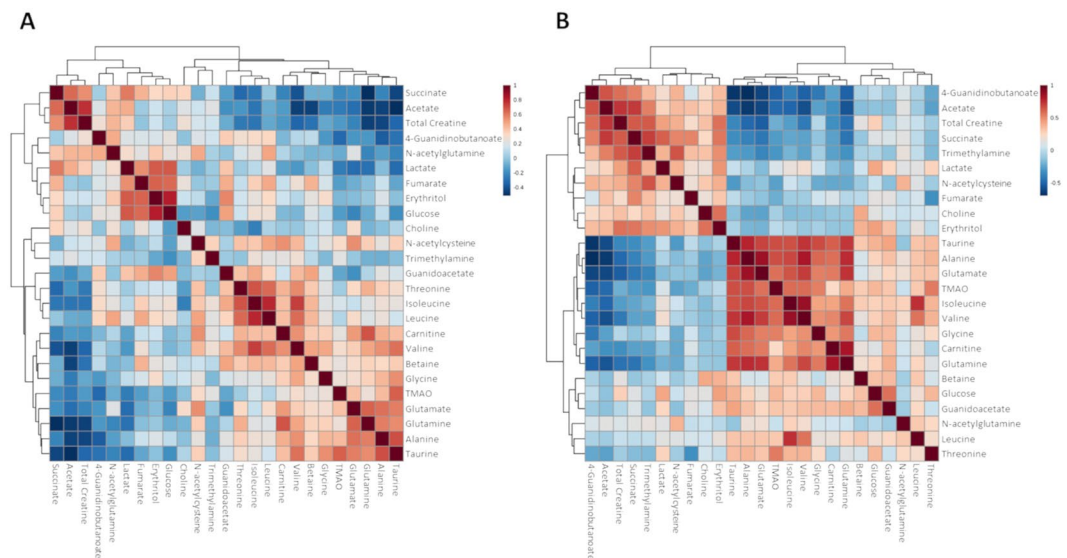 A
B
1
0.8
0.6
0.4
0.2
0
-0.2
-0.4
Succinate
Acetate
Total Creatine
4-Guanidinobutanoate
N-acetylglutamine
Lactate
Fumarate
Erythritol
Glucose
Choline
N-acetylcysteine
Trimethylamine
Guanidoacetate
Threonine
Isoleucine
Leucine
Carnitine
Valine
Betaine
Glycine
TMAO
Glutamate
Glutamine
Alanine
Taurine
Succinate
Acetate
Total Creatine
4-Guanidinobutanoate
N-acetylglutamine
Lactate
Fumarate
Erythritol
Glucose
Choline
N-acetylcysteine
Trimethylamine
Guanidoacetate
Threonine
Isoleucine
Leucine
Carnitine
Valine
Betaine
Glycine
TMAO
Glutamate
Glutamine
Alanine
Taurine
1
0.5
0
-0.5
4-Guanidinobutanoate
Acetate
Total Creatine
Succinate
Trimethylamine
Lactate
N-acetylcysteine
Fumarate
Choline
Erythritol
Taurine
Alanine
Glutamate
TMAO
Isoleucine
Valine
Glycine
Carnitine
Glutamine
Betaine
Glucose
Guanidoacetate
N-acetylglutamine
Leucine
Threonine
4-Guanidinobutanoate
Acetate
Total Creatine
Succinate
Trimethylamine
Lactate
N-acetylcysteine
Fumarate
Choline
Erythritol
Taurine
Alanine
Glutamate
TMAO
Isoleucine
Valine
Glycine
Carnitine
Glutamine
Betaine
Glucose
Guanidoacetate
N-acetylglutamine
Leucine
Threonine